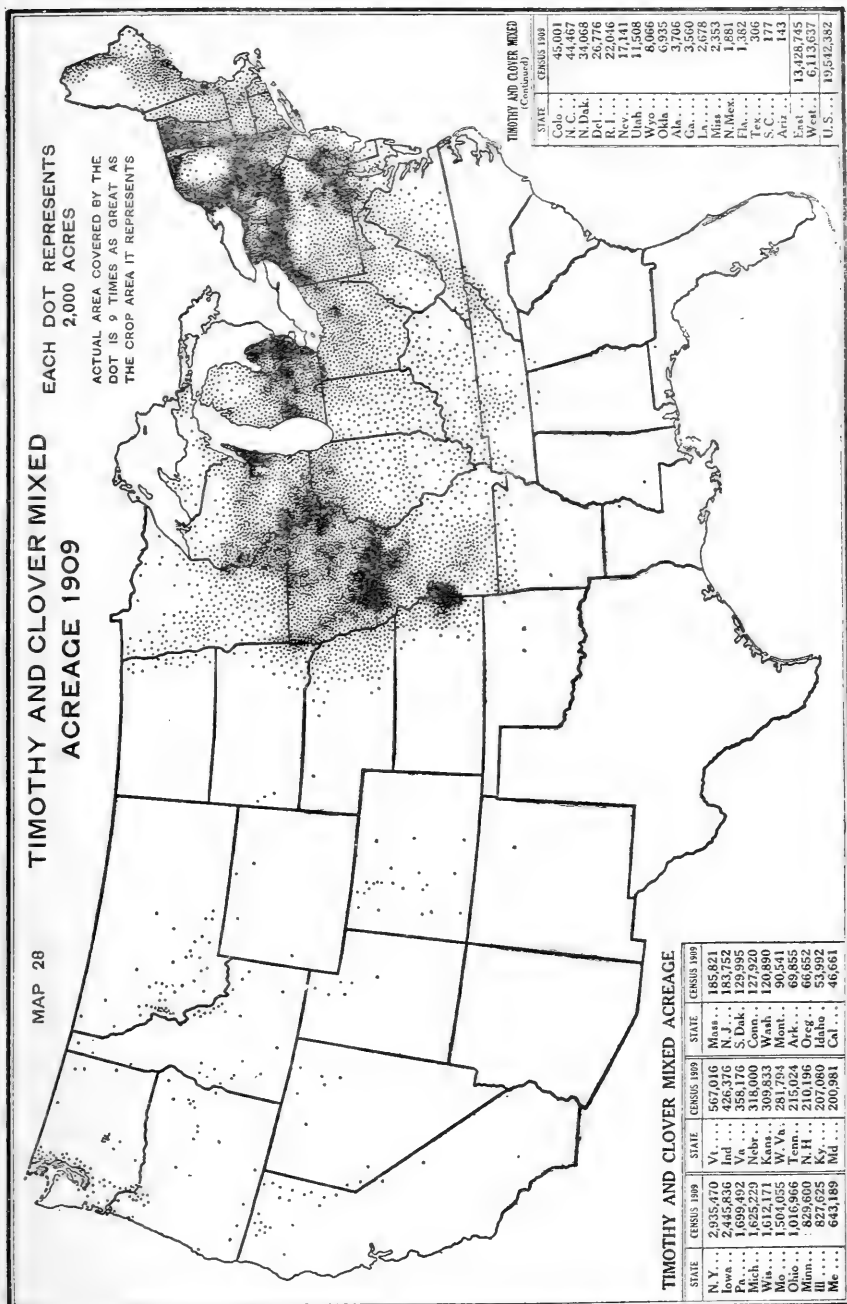 MAP 28
TIMOTHY AND CLOVER MIXED
ACREAGE 1909
EACH DOT REPRESENTS
2,000 ACRES
ACTUAL AREA COVERED BY THE
DOT IS 9 TIMES AS GREAT AS
THE CROP AREA IT REPRESENTS
TIMOTHY AND CLOVER MIXED ACREAGE
STATE CENSUS 1909 STATE CENSUS 1909 STATE CENSUS 1909
N.Y... 2,935,470 Vt.... 567,016 Mass... 185,821
Iowa.. 2,445,836 Ind... 426,376 N.J... 183,752
Pa.... 1,699,492 Va.... 358,176 S. Dak. 129,995
Mich.. 1,625,229 Nebr.. 318,000 Conn... 127,920
Wis... 1,612,171 Kans.. 309,833 Wash... 120,890
Mo.... 1,504,055 W. Va. 281,794 Mont... 90,541
Ohio.. 1,016,966 Tenn.. 215,024 Ark... 69,855
Minn.. 829,600 N. H... 210,196 Oreg... 66,652
Ill.... 827,625 Ky.... 207,080 Idaho.. 53,992
Me.... 643,189 Md.... 200,981 Cal.... 46,661
TIMOTHY AND CLOVER MIXED
(Continued)
STATE CENSUS 1909
Colo... 45,001
N.C.... 44,467
N. Dak. 34,068
Del.... 26,776
R.I.... 22,046
Nev.... 17,141
Utah... 11,508
Wyo... 8,066
Okla... 6,935
Ala.... 3,706
Ga.... 3,560
La.... 2,678
Miss... 2,353
N. Mex. 1,881
Fla.... 1,382
Tex.... 306
S.C.... 177
Ariz... 143
East... 13,428,745
West.. 6,113,637
U.S... 19,542,382